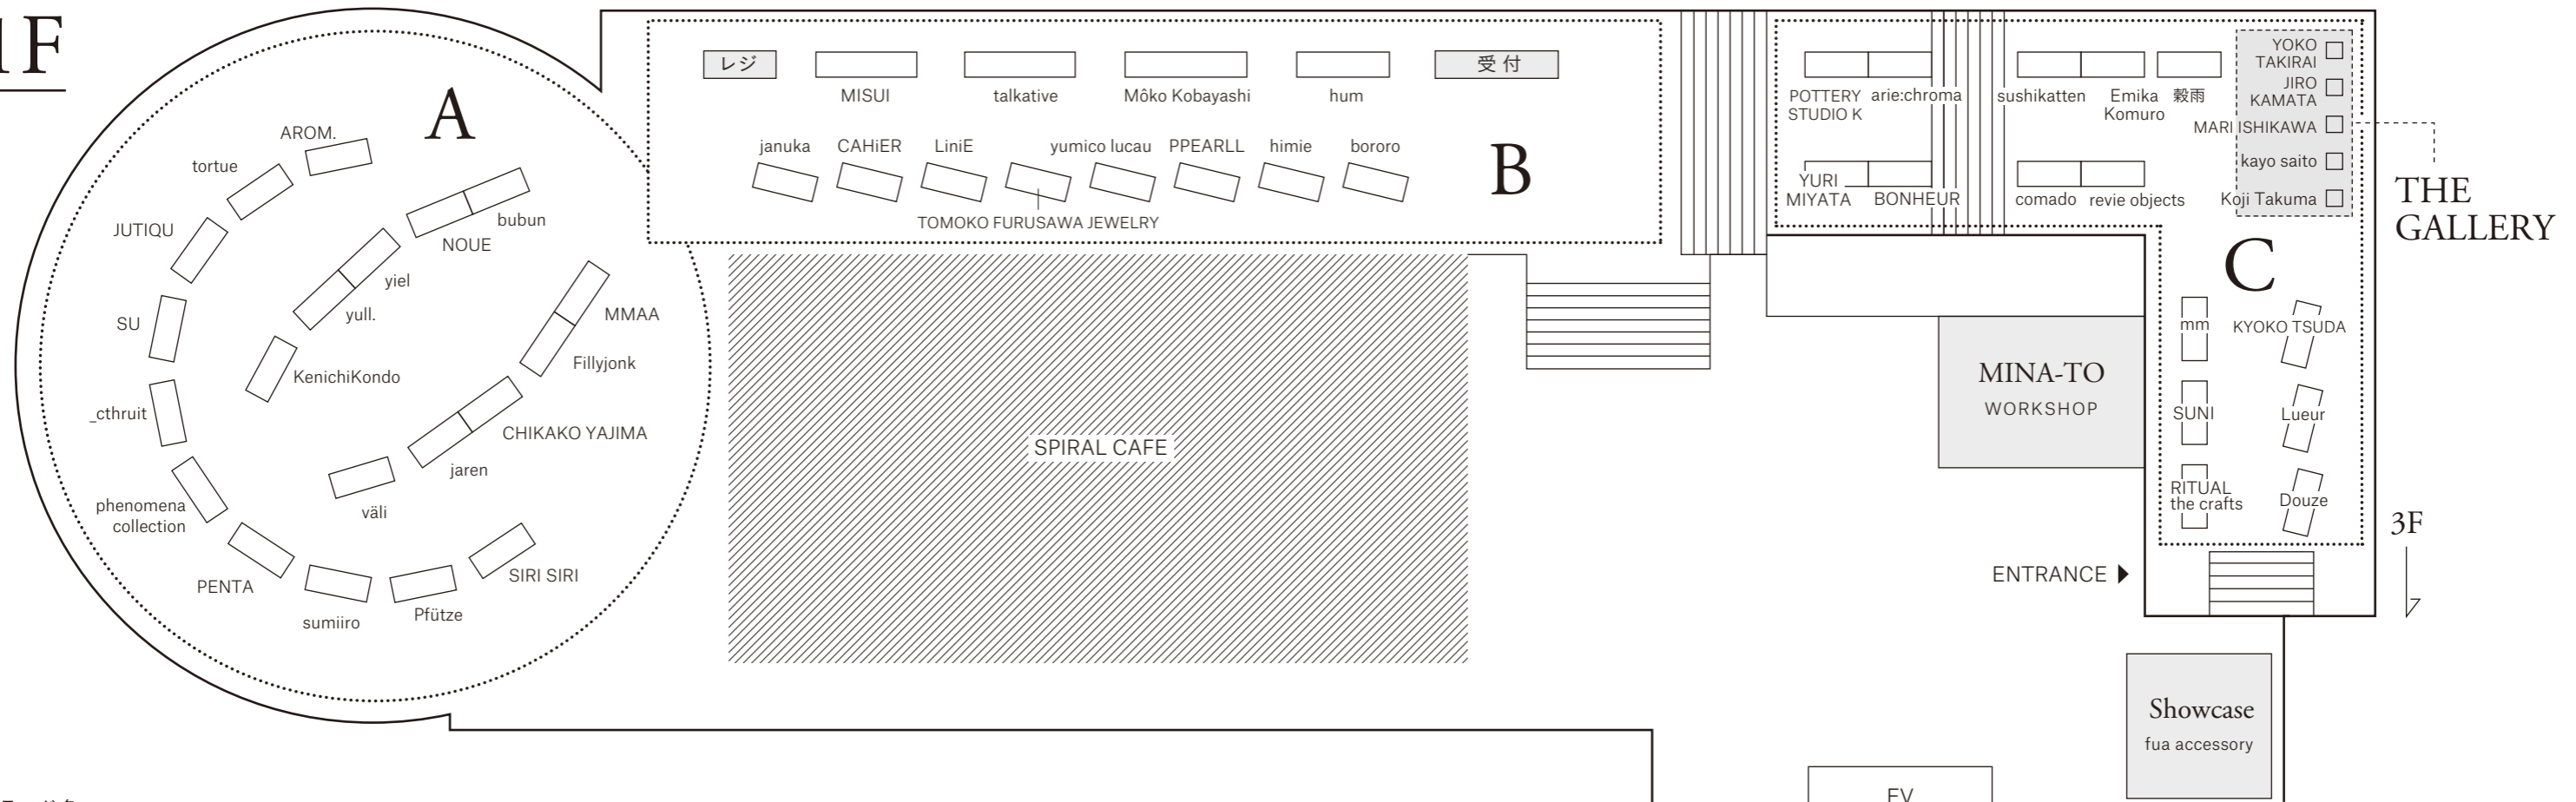 1F
A
AROM.
tortue
JUTIQU
SU
_cthruit
phenomena
collection
PENTA
sumiiro
Pfütze
SIRI SIRI
bubun
NOUE
yiel
yull.
KenichiKondo
MMAA
Fillyjonk
CHIKAKO YAJIMA
jaren
väli
レジ
MISUI
talkative
Môko Kobayashi
hum
受付
januka
CAHiER
LiniE
TOMOKO FURUSAWA JEWELRY
yumico lucau
PPEARLL
himie
bororo
B
SPIRAL CAFE
POTTERY
STUDIO K
arie:chroma
sushikatten
Emika
Komuro
穀雨
YURI
MIYATA
BONHEUR
comado
revie objects
YOKO
TAKIRAI
JIRO
KAMATA
MARI ISHIKAWA
kayo saito
Koji Takuma
THE
GALLERY
C
mm
KYOKO TSUDA
SUNI
Lueur
RITUAL
the crafts
Douze
MINA-TO
WORKSHOP
3F
ENTRANCE
Showcase
fua accessory
EV